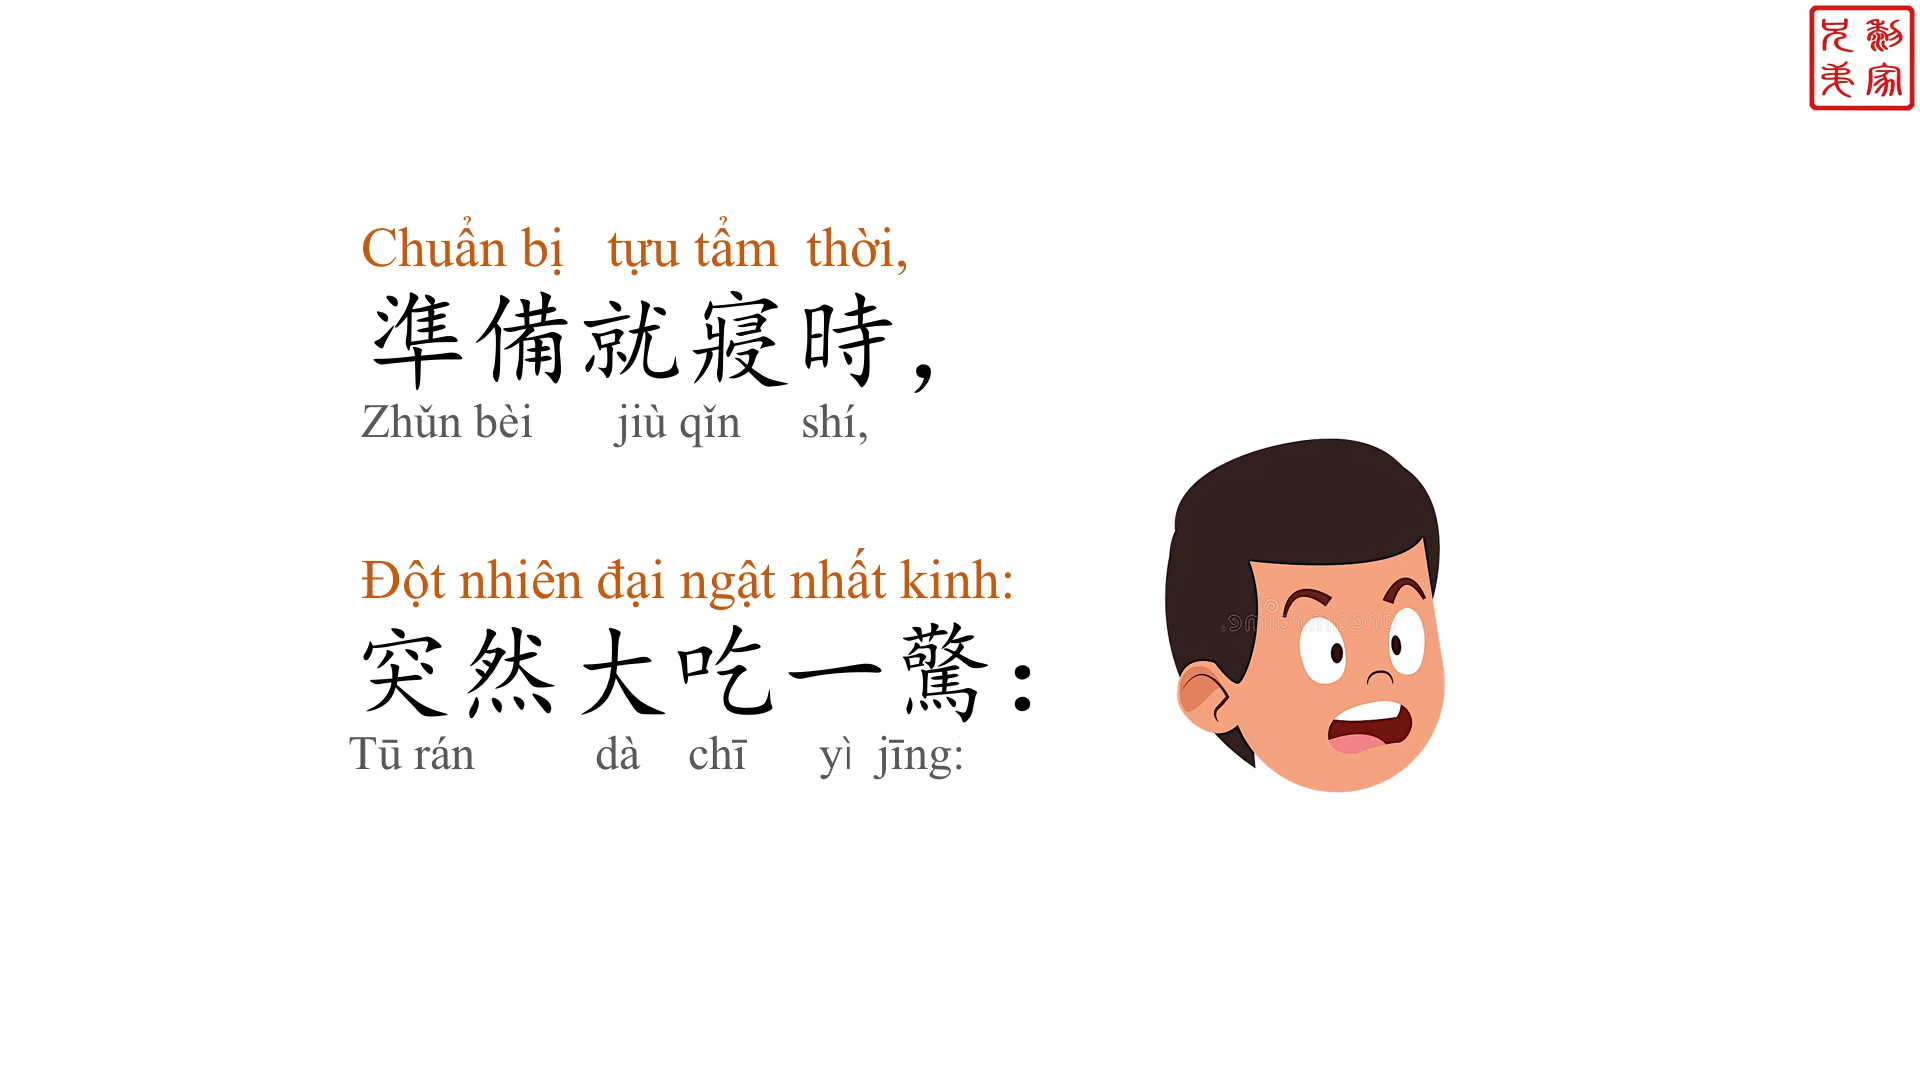 Chuẩn bị tựu tẩm thời,
準備就寢時，
Zhǔn bèi jiù qǐn shí,
Đột nhiên đại ngật nhất kinh:
突然大吃一驚：
Tū rán dà chī yì jīng:
dreamstime.